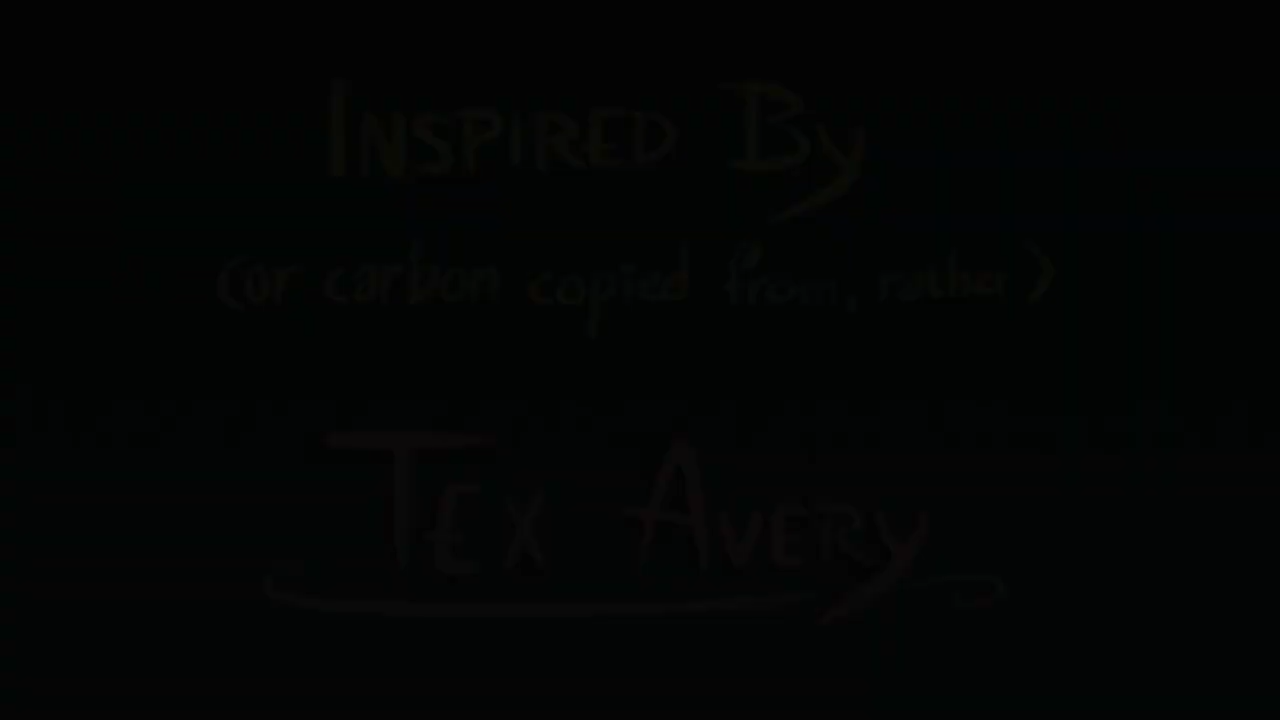 INSPIRED By
(or carbon copied from, rather)
TEX AVERY